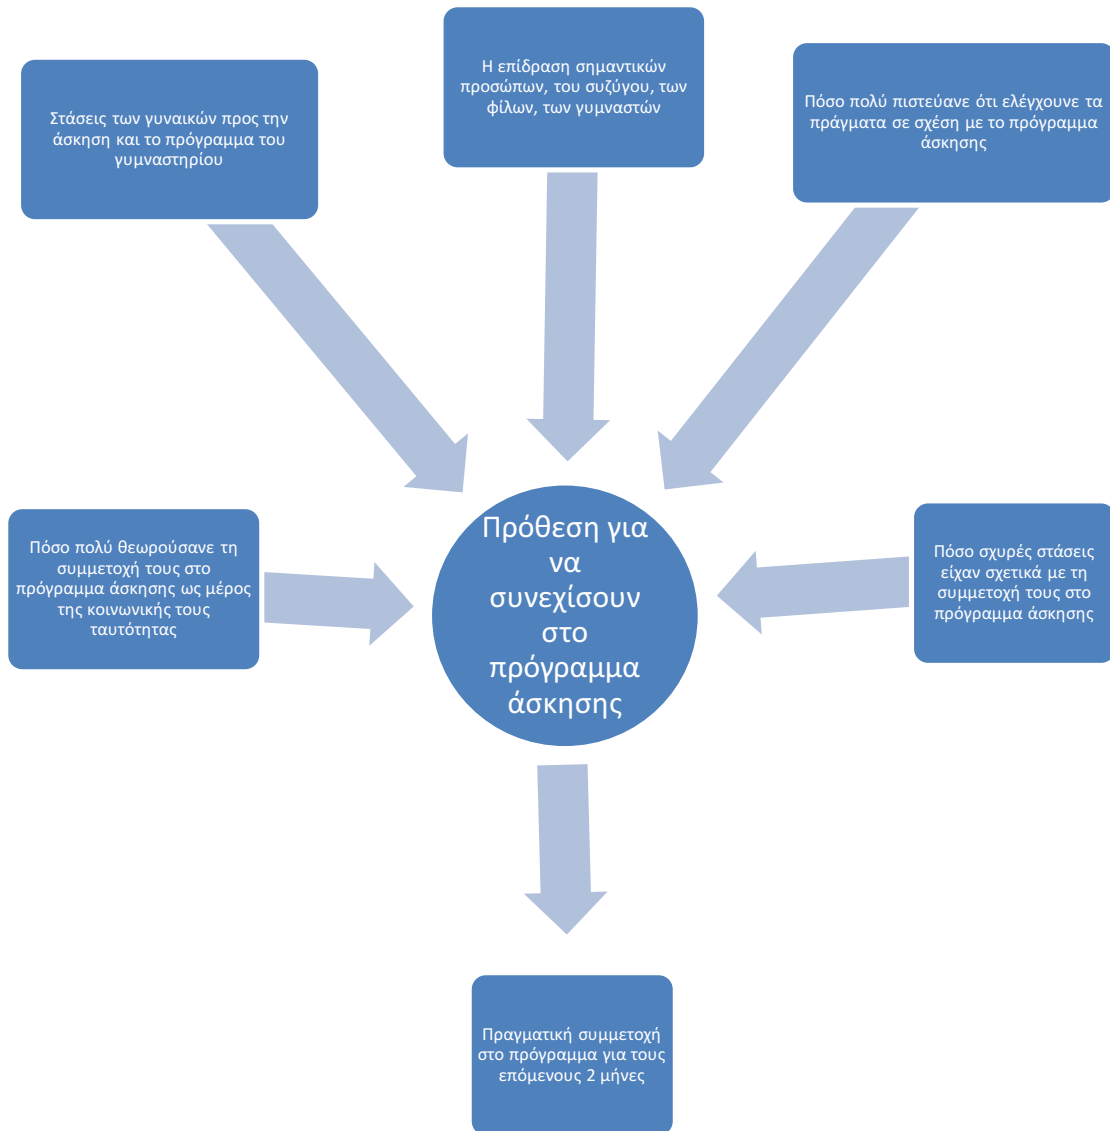 Η επίδραση σημαντικών
προσώπων, του συζύγου, των
φίλων, των γυμναστών
Στάσεις των γυναικών προς την
άσκηση και το πρόγραμμα του
γυμναστηρίου
Πόσο πολύ πιστεύανε ότι ελέγχουνε τα
πράγματα σε σχέση με το πρόγραμμα
άσκησης
Πόσο πολύ θεωρούσανε τη
συμμετοχή τους στο
πρόγραμμα άσκησης ως μέρος
της κοινωνικής τους
ταυτότητας
Πρόθεση για
να
συνεχίσουν
στο
πρόγραμμα
άσκησης
Πόσο σχυρές στάσεις
είχαν σχετικά με τη
συμμετοχή τους στο
πρόγραμμα άσκησης
Πραγματική συμμετοχή
στο πρόγραμμα για τους
επόμενους 2 μήνες